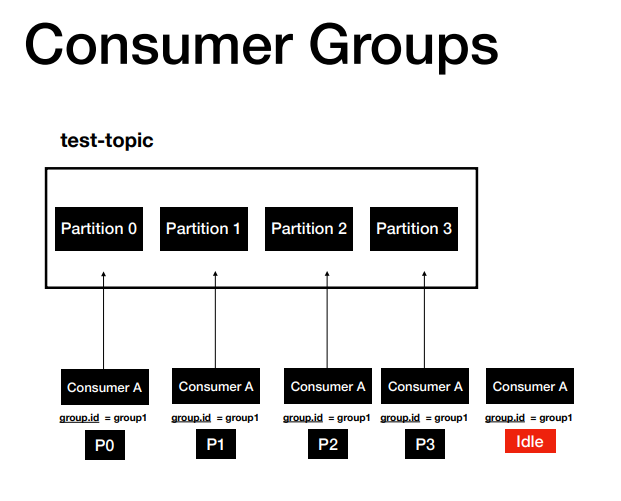 Consumer Groups
test-topic
Partition 0
Partition 1
Partition 2
Partition 3
Consumer A
Consumer A
Consumer A
Consumer A
Consumer A
group.id = group1
group.id = group1
group.id = group1
group.id = group1
group.id = group1
P0
P1
P2
P3
Idle